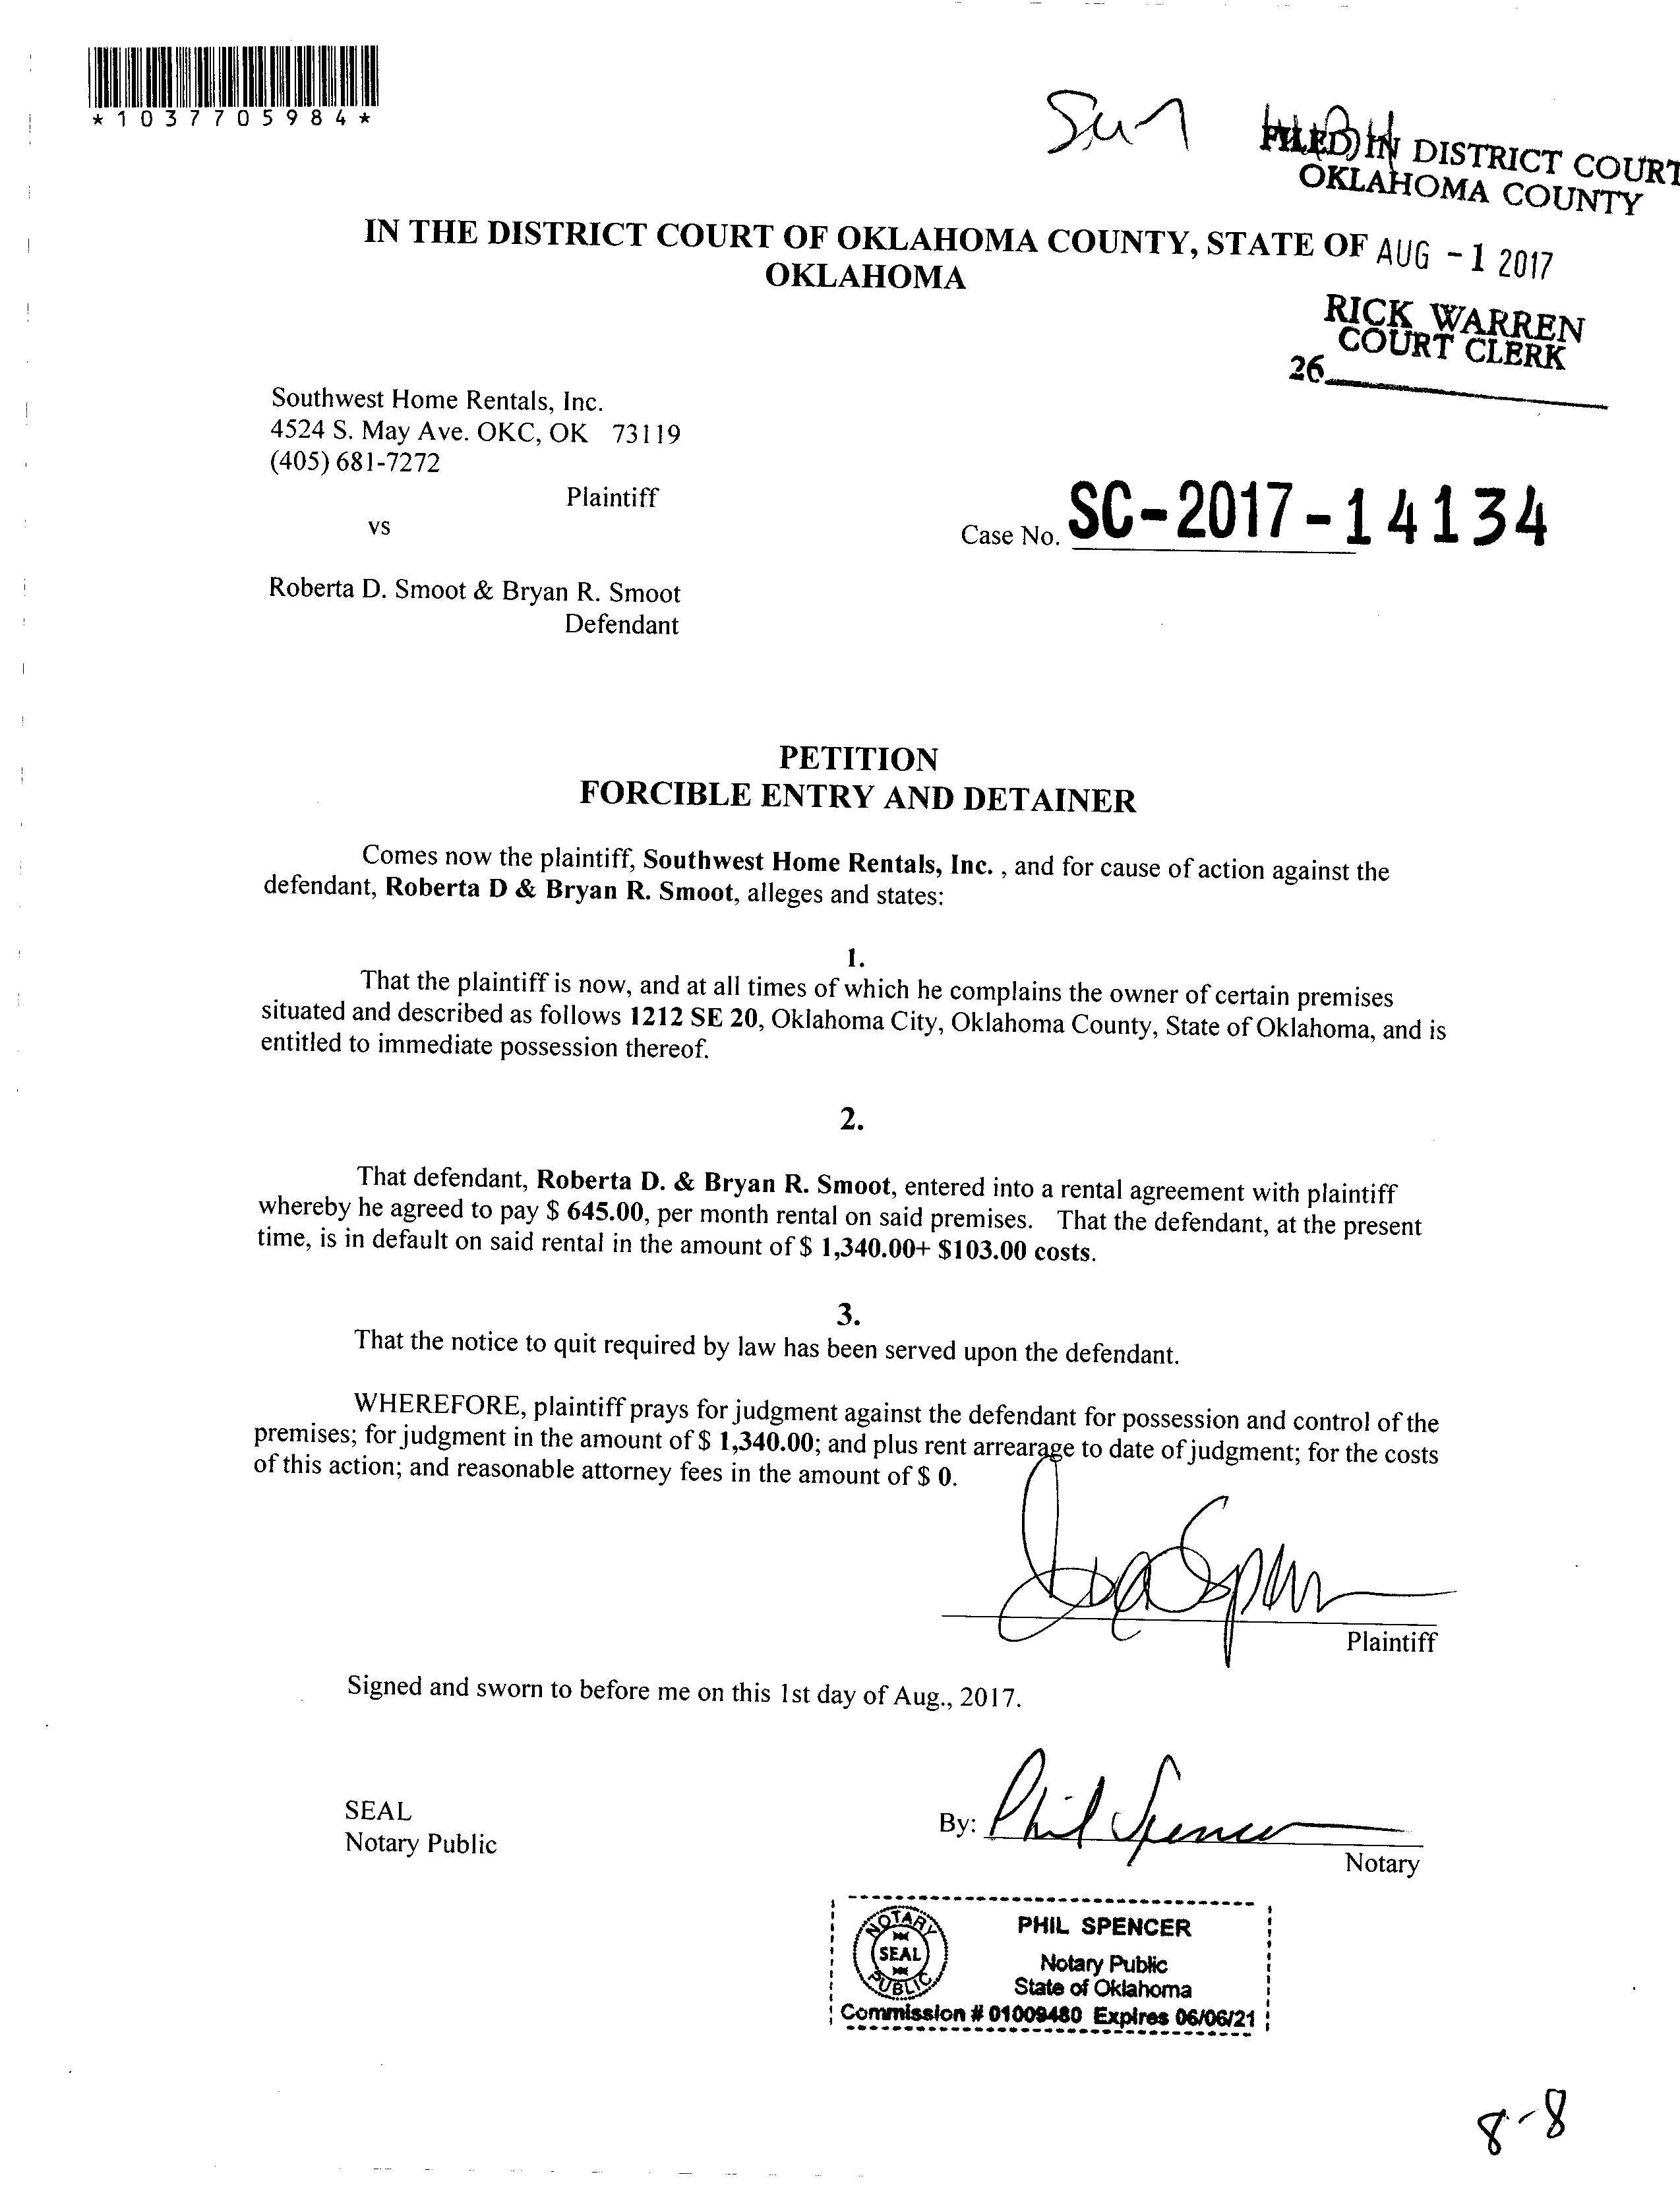 *1037705984*
FILED IN DISTRICT COURT
OKLAHOMA COUNTY
IN THE DISTRICT COURT OF OKLAHOMA COUNTY, STATE OF
OKLAHOMA
AUG -1 2017
RICK WARREN
COURT CLERK
26
Southwest Home Rentals, Inc.
4524 S. May Ave. OKC, OK 73119
(405) 681-7272
Plaintiff
vs
Case No. SC-2017-14134
Roberta D. Smoot & Bryan R. Smoot
Defendant
PETITION
FORCIBLE ENTRY AND DETAINER
Comes now the plaintiff, Southwest Home Rentals, Inc. , and for cause of action against the
defendant, Roberta D & Bryan R. Smoot, alleges and states:
1.
That the plaintiff is now, and at all times of which he complains the owner of certain premises
situated and described as follows 1212 SE 20, Oklahoma City, Oklahoma County, State of Oklahoma, and is
entitled to immediate possession thereof.
2.
That defendant, Roberta D. & Bryan R. Smoot, entered into a rental agreement with plaintiff
whereby he agreed to pay $ 645.00, per month rental on said premises. That the defendant, at the present
time, is in default on said rental in the amount of $ 1,340.00+ $103.00 costs.
3.
That the notice to quit required by law has been served upon the defendant.
WHEREFORE, plaintiff prays for judgment against the defendant for possession and control of the
premises; for judgment in the amount of $ 1,340.00; and plus rent arrearage to date of judgment; for the costs
of this action; and reasonable attorney fees in the amount of $ 0.
Plaintiff
Signed and sworn to before me on this 1st day of Aug., 2017.
SEAL
Notary Public
By: Phil Spencer
Notary
NOTARY
SEAL
PUBLIC
PHIL SPENCER
Notary Public
State of Oklahoma
Commission # 01009480 Expires 06/06/21
8-8